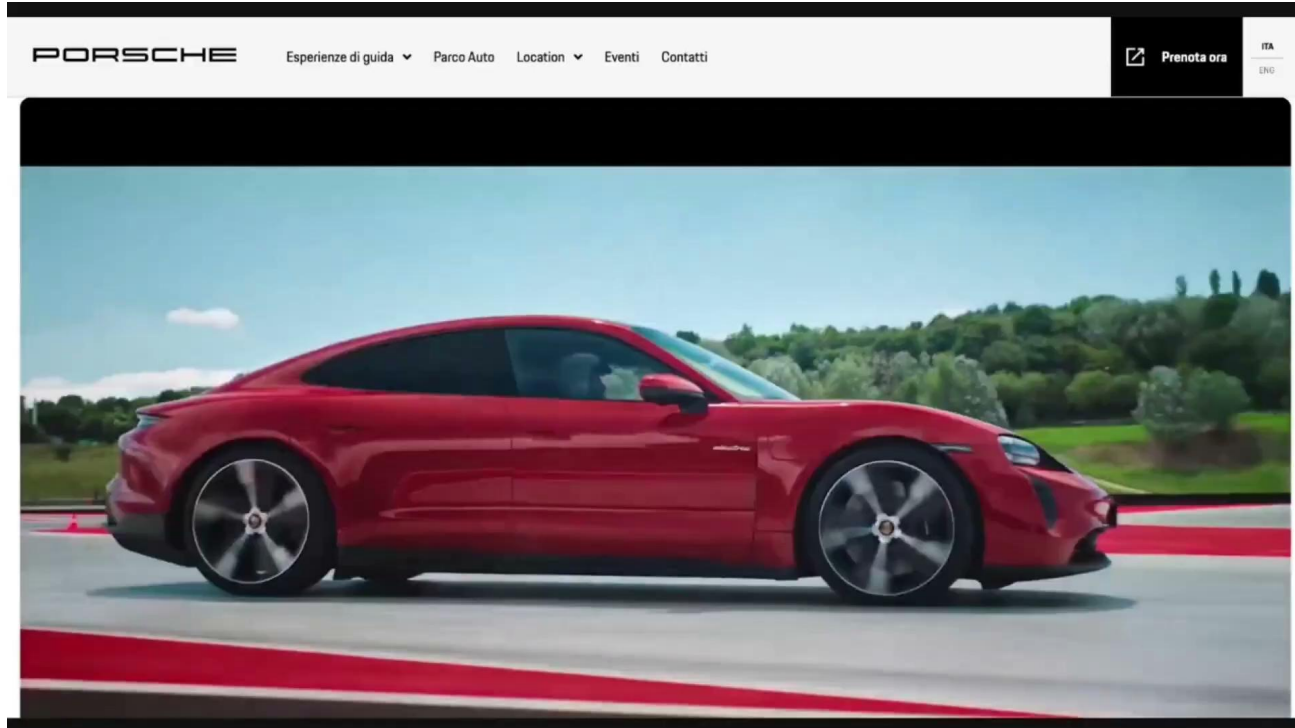 PORSCHE
Esperienze di guida
Parco Auto
Location
Eventi
Contatti
Prenota ora
ITA
ENG